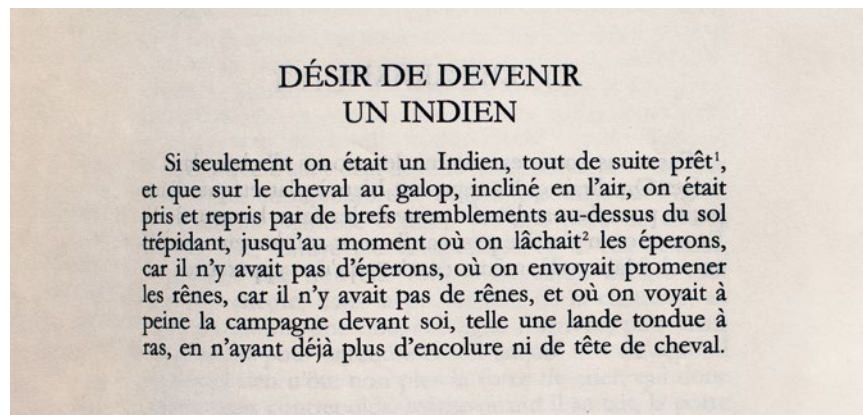 DÉSIR DE DEVENIR
UN INDIEN
Si seulement on était un Indien, tout de suite prêt¹,
et que sur le cheval au galop, incliné en l'air, on était
pris et repris par de brefs tremblements au-dessus du sol
trépidant, jusqu'au moment où on lâchait² les éperons,
car il n'y avait pas d'éperons, où on envoyait promener
les rênes, car il n'y avait pas de rênes, et où on voyait à
peine la campagne devant soi, telle une lande tondue à
ras, en n'ayant déjà plus d'encolure ni de tête de cheval.